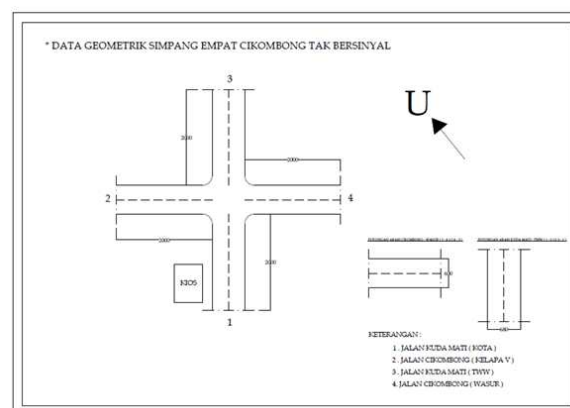 * DATA GEOMETRIK SIMPANG EMPAT CIKOMBONG TAK BERSINYAL
3
U
2
4
KIOS
1
KETERANGAN :
1 . JALAN KUDA MATI ( KOTA )
2 . JALAN CIKOMBONG ( KELAPA V )
3 . JALAN KUDA MATI ( TWW )
4. JALAN CIKOMBONG ( WASUR )